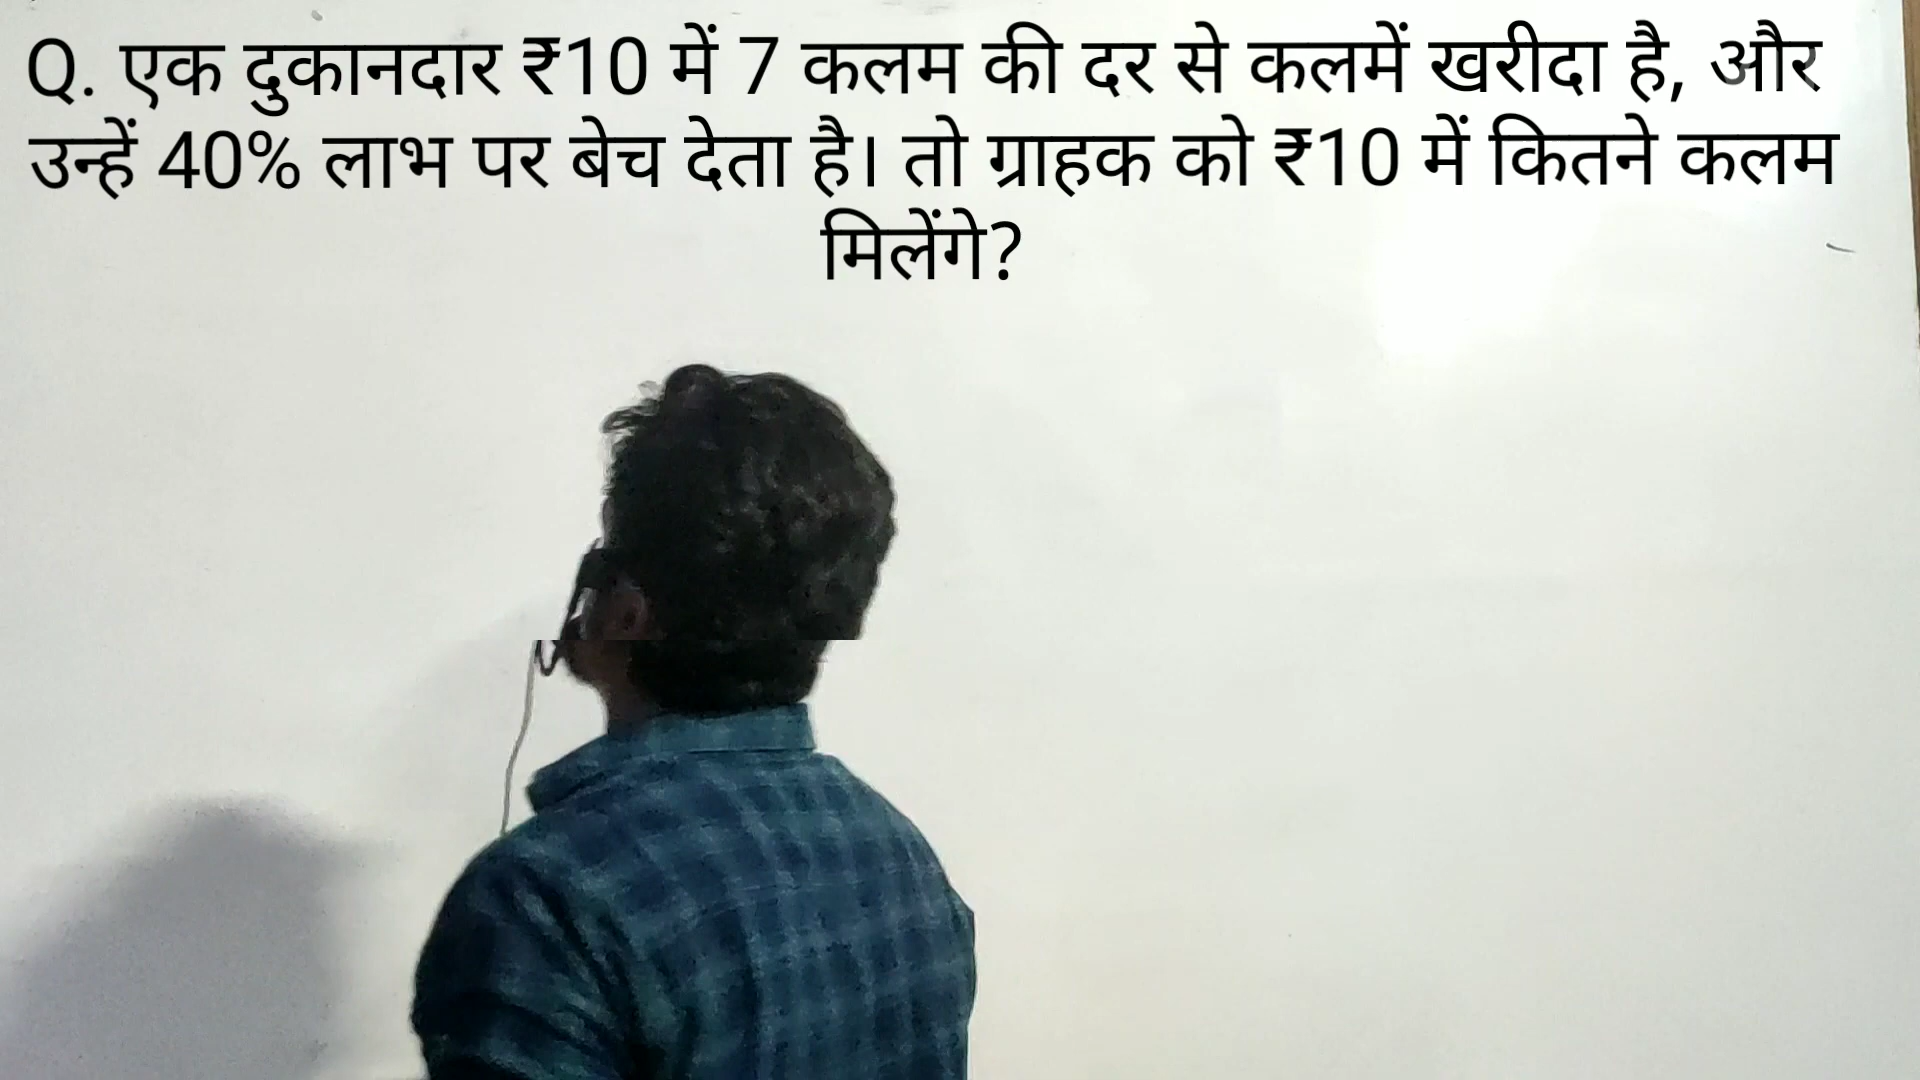 Q. एक दुकानदार ₹10 में 7 कलम की दर से कलमें खरीदा है, और
उन्हें 40% लाभ पर बेच देता है। तो ग्राहक को ₹10 में कितने कलम
मिलेंगे?